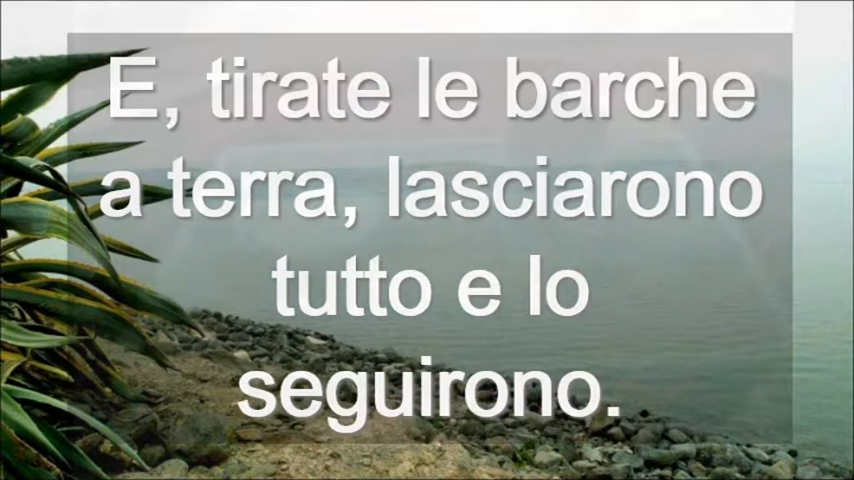 E, tirate le barche
a terra, lasciarono
tutto e lo
seguirono.